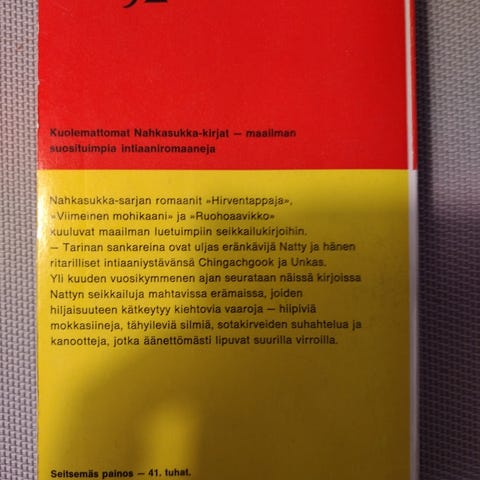 Kuolemattomat Nahkasukka-kirjat — maailman
suosituimpia intiaaniromaaneja
Nahkasukka-sarjan romaanit »Hirventappaja»,
»Viimeinen mohikaani» ja »Ruohoaavikko»
kuuluvat maailman luetuimpiin seikkailukirjoihin.
— Tarinan sankareina ovat uljas eränkävijä Natty ja hänen
ritarilliset intiaaniystävänsä Chingachgook ja Unkas.
Yli kuuden vuosikymmenen ajan seurataan näissä kirjoissa
Nattyn seikkailuja mahtavissa erämaissa, joiden
hiljaisuuteen kätkeytyy kiehtovia vaaroja — hiipiviä
mokkasiineja, tähyileviä silmiä, sotakirveiden suhahtelua ja
kanootteja, jotka äänettömästi lipuvat suurilla virroilla.
Seitsemäs painos — 41. tuhat.